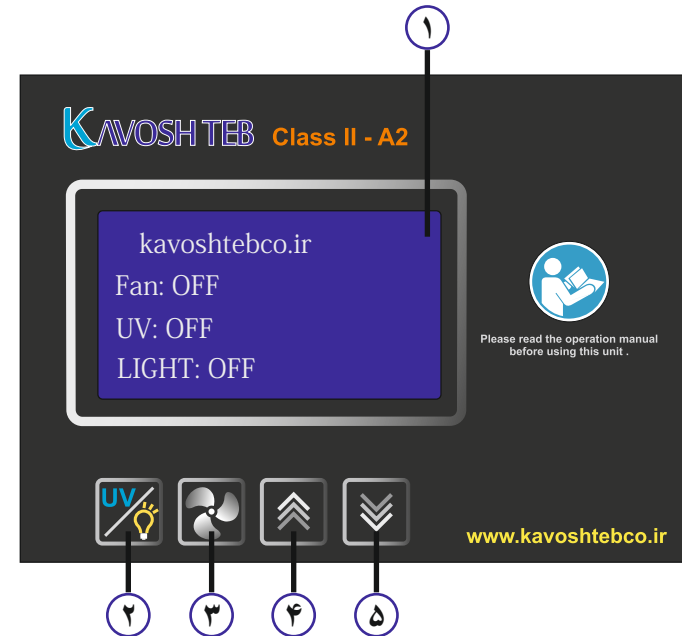 ۱
KAVOSH TEB Class II - A2
kavoshtebco.ir
Fan: OFF
UV: OFF
LIGHT: OFF
Please read the operation manual
before using this unit .
UV
www.kavoshtebco.ir
۲ ۳ ۴ ۵